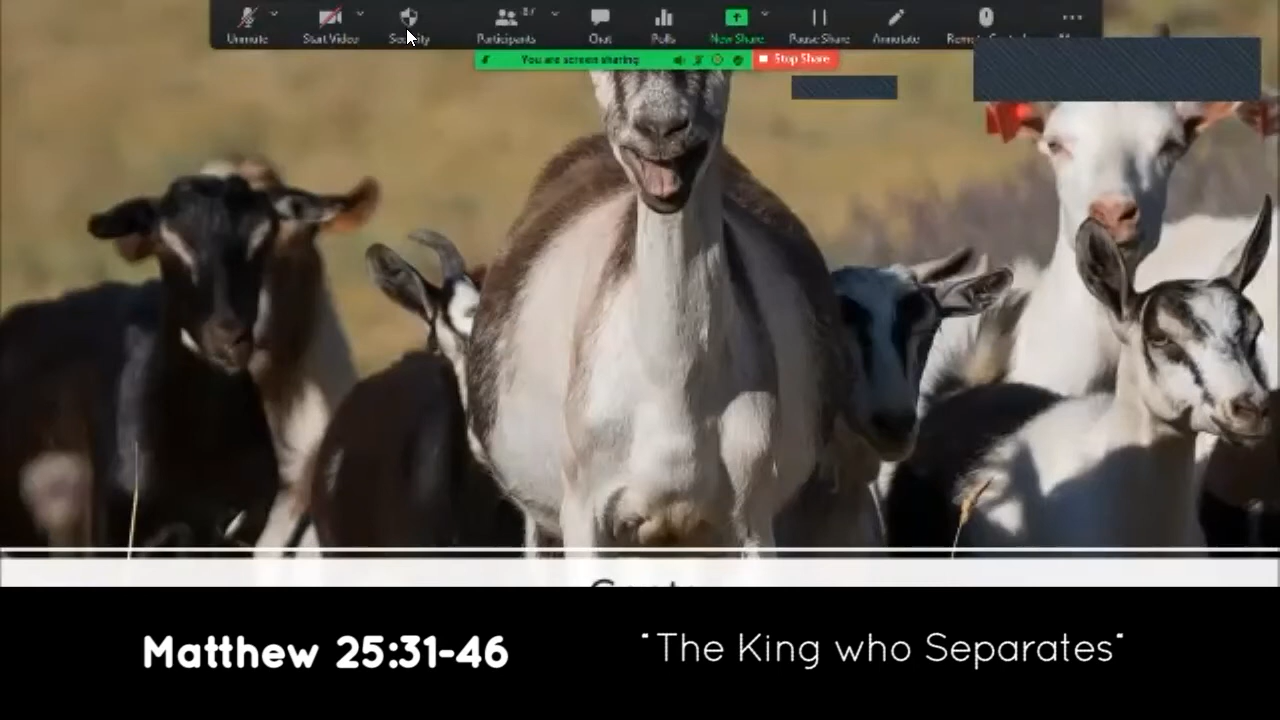 Unmute
Start Video
Security
Participants
Chat
Polls
New Share
Pause Share
Annotate
You are screen sharing
Stop Share
Matthew 25:31-46
"The King who Separates"